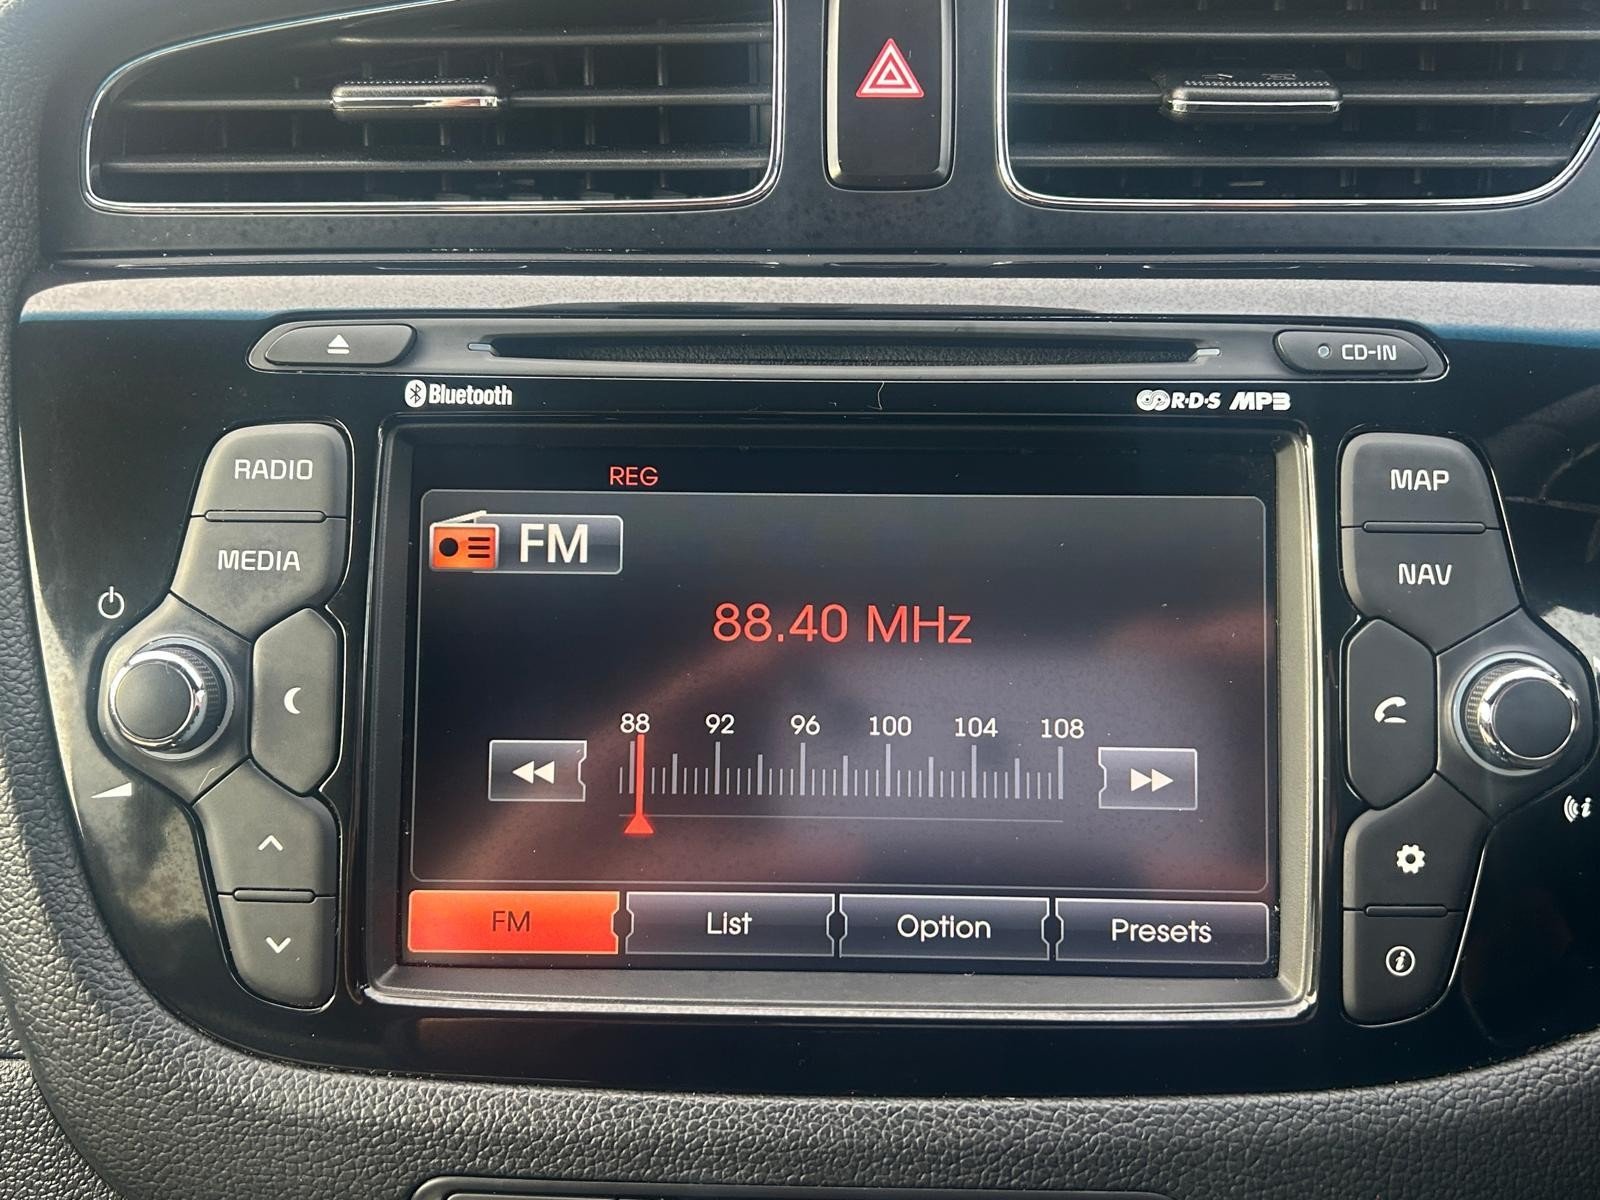 CD-IN
Bluetooth
R·D·S MP3
RADIO
MEDIA
MAP
NAV
REG
FM
88.40 MHz
88 92 96 100 104 108
FM List Option Presets